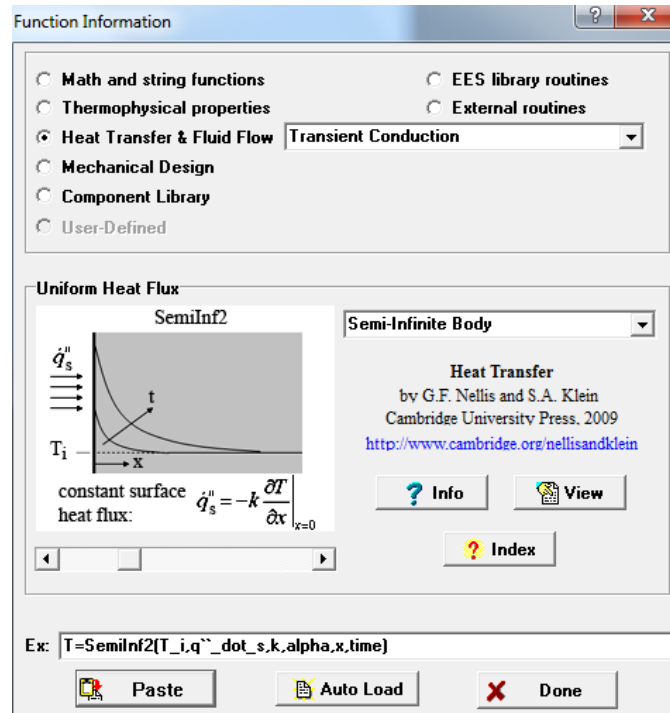 Function Information
Math and string functions
EES library routines
Thermophysical properties
External routines
Heat Transfer & Fluid Flow
Transient Conduction
Mechanical Design
Component Library
User-Defined
Uniform Heat Flux
SemiInf2
q̇″s
t
Ti
x
constant surface
heat flux: q̇″s = −k ∂T/∂x |x=0
Semi-Infinite Body
Heat Transfer
by G.F. Nellis and S.A. Klein
Cambridge University Press, 2009
http://www.cambridge.org/nellisandklein
? Info
View
? Index
Ex: T=SemiInf2(T_i,q``_dot_s,k,alpha,x,time)
Paste
Auto Load
Done